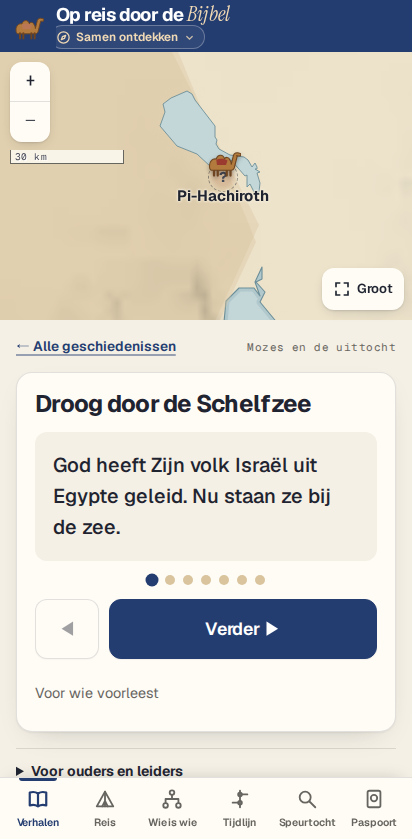 Op reis door de Bijbel
Samen ontdekken
+
−
30 km
?
Pi-Hachiroth
Groot
← Alle geschiedenissen
Mozes en de uittocht
Droog door de Schelfzee
God heeft Zijn volk Israël uit
Egypte geleid. Nu staan ze bij
de zee.
Verder ▶
Voor wie voorleest
▶ Voor ouders en leiders
Verhalen
Reis
Wie is wie
Tijdlijn
Speurtocht
Paspoort